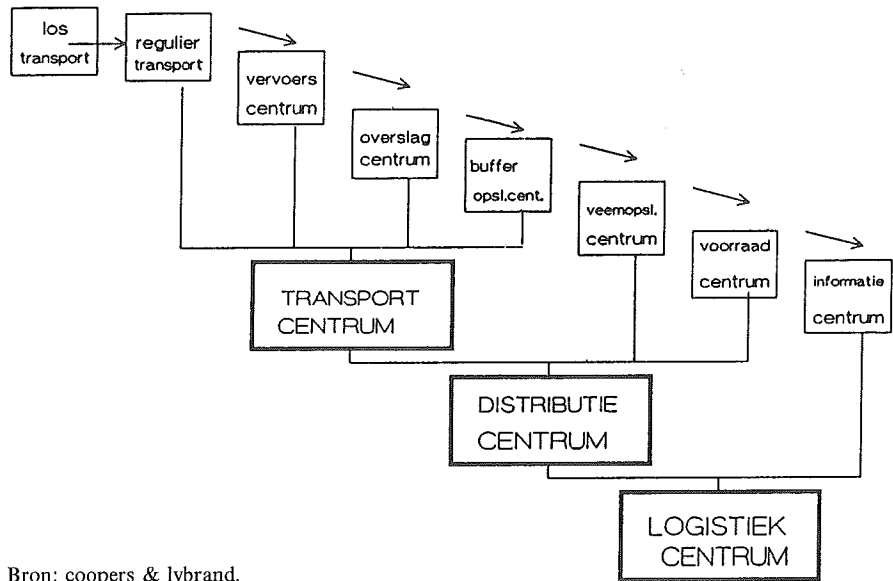 los
transport
regulier
transport
vervoers
centrum
overslag
centrum
buffer
opsl.cent.
veemopsl.
centrum
voorraad
centrum
informatie
centrum
TRANSPORT
CENTRUM
DISTRIBUTIE
CENTRUM
LOGISTIEK
CENTRUM
Bron: coopers & lybrand.